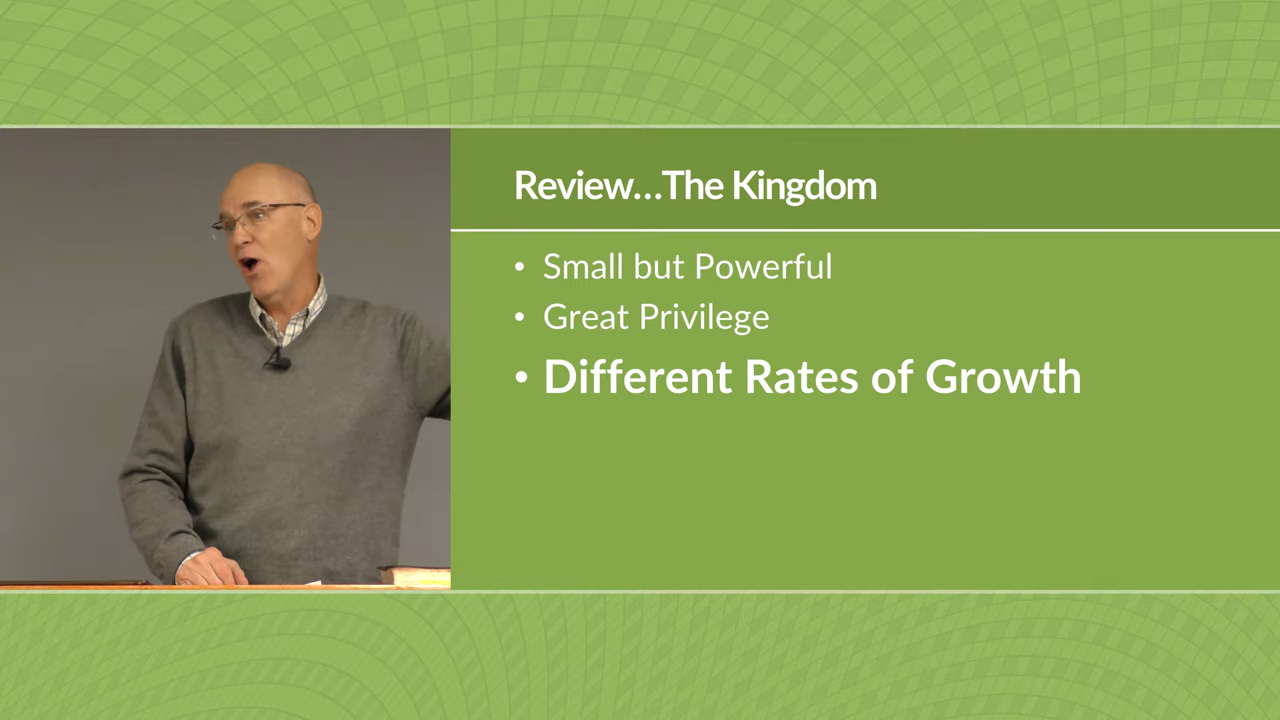 Review...The Kingdom
• Small but Powerful
• Great Privilege
• Different Rates of Growth